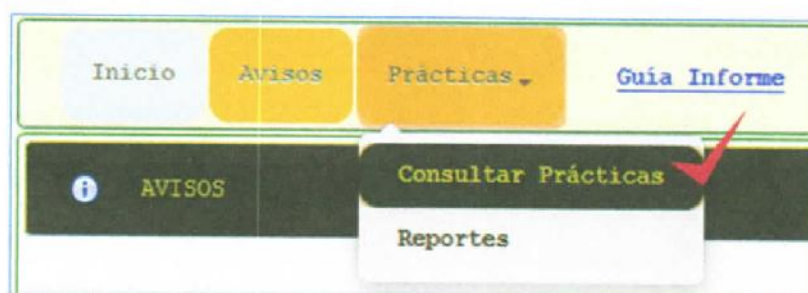 Inicio Avisos Prácticas Guía Informe
AVISOS Consultar Prácticas
Reportes